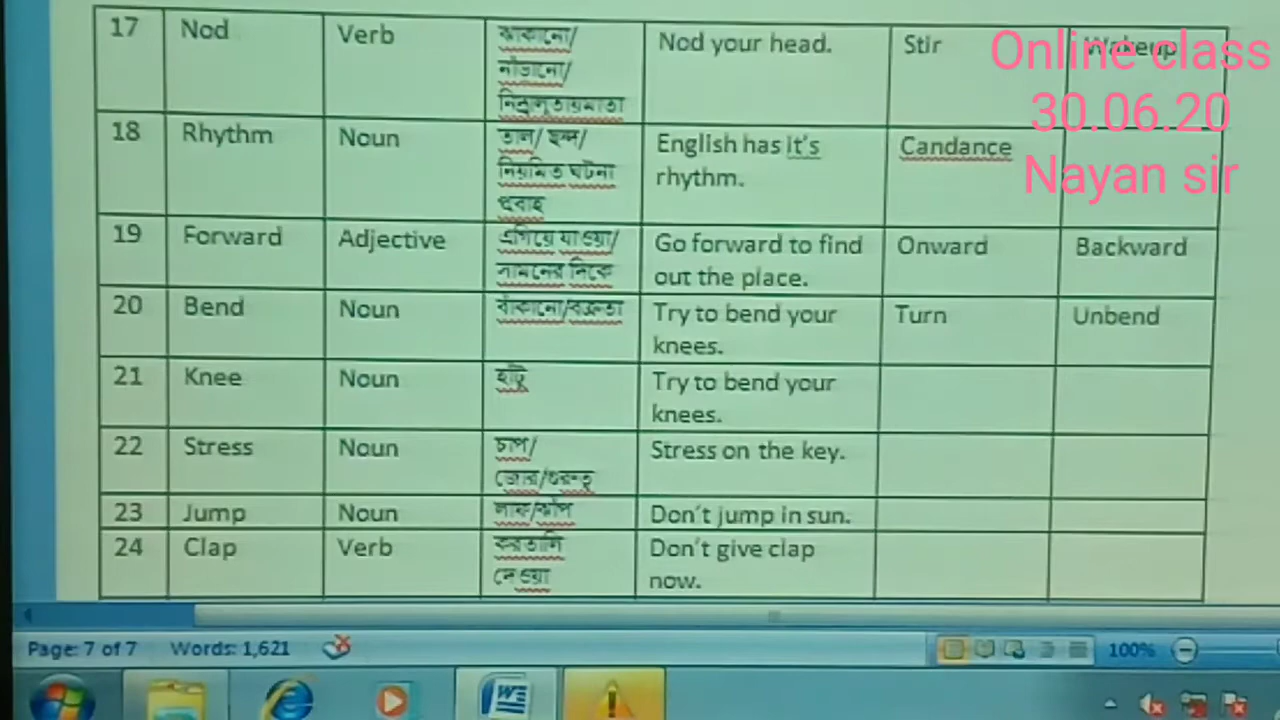 17 Nod Verb ঝাকানো/ Nod your head. Stir Wakeup
নাঁড়ানো/
নিদ্রালুতায়মাতা
18 Rhythm Noun তাল/ ছন্দ/ English has it's Candance
নিয়মিত ঘটনা rhythm.
প্রবাহ
19 Forward Adjective এগিয়ে যাওয়া/ Go forward to find Onward Backward
সামনের দিকে out the place.
20 Bend Noun বাঁকানো/বক্রতা Try to bend your Turn Unbend
knees.
21 Knee Noun হাঁটু Try to bend your
knees.
22 Stress Noun চাপ/ Stress on the key.
জোর/গুরুত্ব
23 Jump Noun লাফ/ঝাঁপ Don't jump in sun.
24 Clap Verb করতালি Don't give clap
দেওয়া now.
Online class
30.06.20
Nayan sir
Page: 7 of 7 Words: 1,621 100%